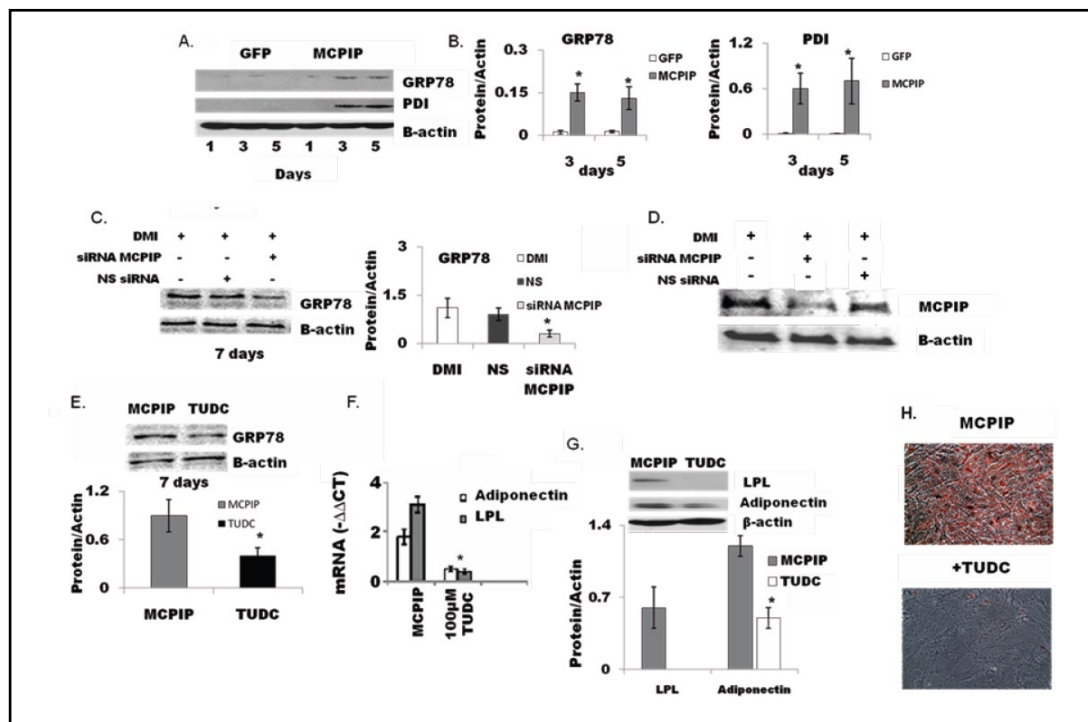 A.
GFP MCPIP
GRP78
PDI
B-actin
1 3 5 1 3 5
Days
B.
GRP78
Protein/Actin
0.3
0.15
0
GFP
MCPIP
*
*
3 5
days
PDI
Protein/Actin
1.2
0.6
0
GFP
MCPIP
*
*
3 5
days
C.
DMI + + +
siRNA MCPIP - - +
NS siRNA - + -
GRP78
B-actin
7 days
GRP78
Protein/Actin
3
1.5
0
DMI
NS
siRNA MCPIP
*
DMI NS siRNA
MCPIP
D.
DMI + + +
siRNA MCPIP - + -
NS siRNA - - +
MCPIP
B-actin
E.
MCPIP TUDC
GRP78
B-actin
7 days
Protein/Actin
1.2
0.6
0
MCPIP
TUDC
*
MCPIP TUDC
F.
mRNA (-ΔΔCT)
4
2
0
Adiponectin
LPL
*
MCPIP
100µM
TUDC
G.
MCPIP TUDC
LPL
Adiponectin
β-actin
Protein/Actin
1.4
0.7
0
MCPIP
TUDC
*
LPL Adiponectin
H.
MCPIP
+TUDC